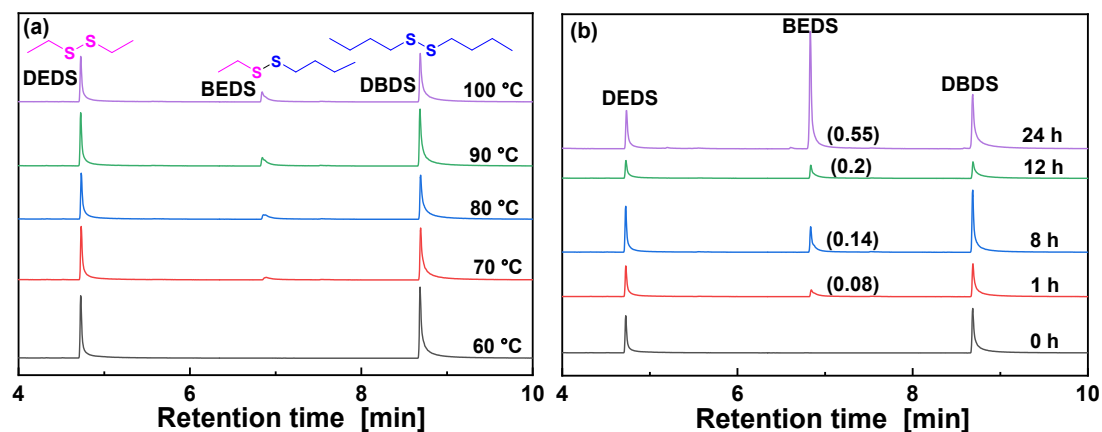 (a)
S
S
S
S
S
S
DEDS
BEDS
DBDS
100 °C
90 °C
80 °C
70 °C
60 °C
4
6
8
10
Retention time [min]
(b)
BEDS
DEDS
DBDS
(0.55)
24 h
(0.2)
12 h
(0.14)
8 h
(0.08)
1 h
0 h
4
6
8
10
Retention time [min]